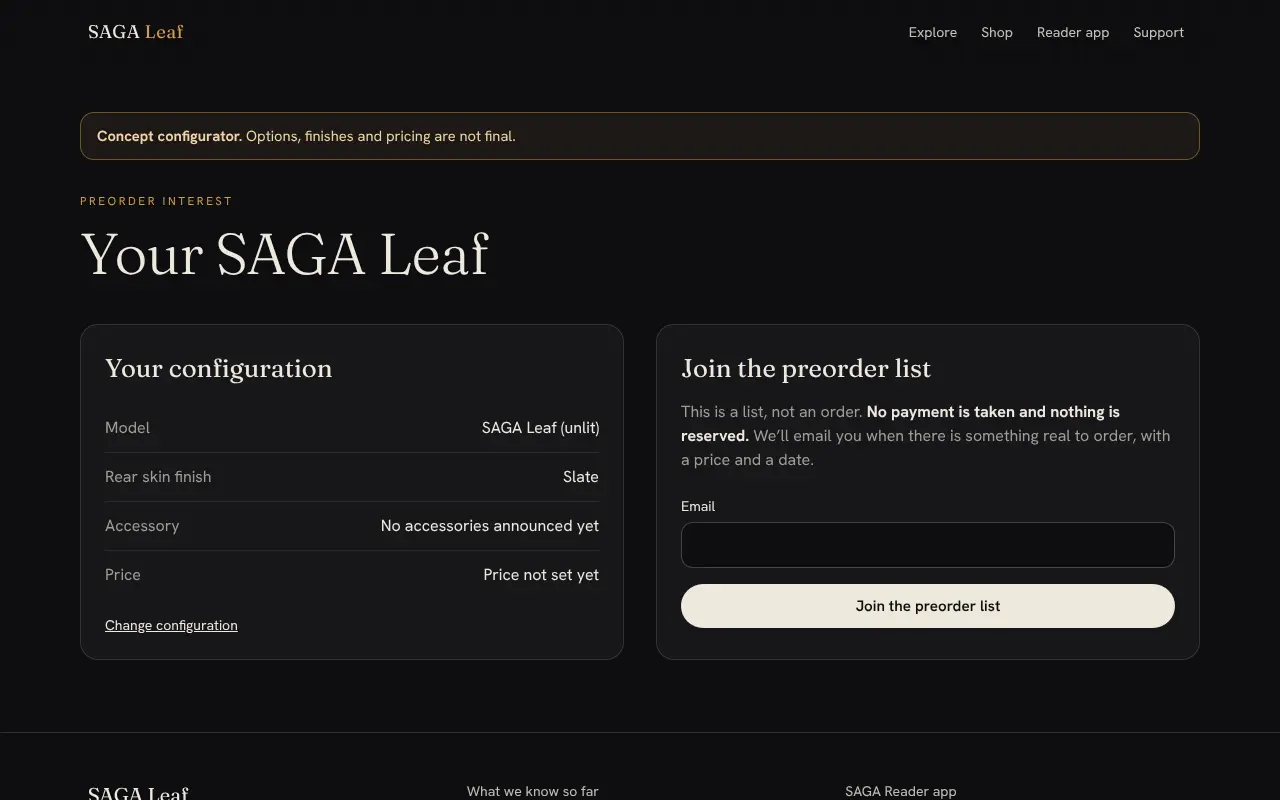 SAGA Leaf
Explore
Shop
Reader app
Support
Concept configurator. Options, finishes and pricing are not final.
PREORDER INTEREST
Your SAGA Leaf
Your configuration
Model
SAGA Leaf (unlit)
Rear skin finish
Slate
Accessory
No accessories announced yet
Price
Price not set yet
Change configuration
Join the preorder list
This is a list, not an order. No payment is taken and nothing is
reserved. We’ll email you when there is something real to order, with
a price and a date.
Email
Join the preorder list
SAGA Leaf
What we know so far
SAGA Reader app